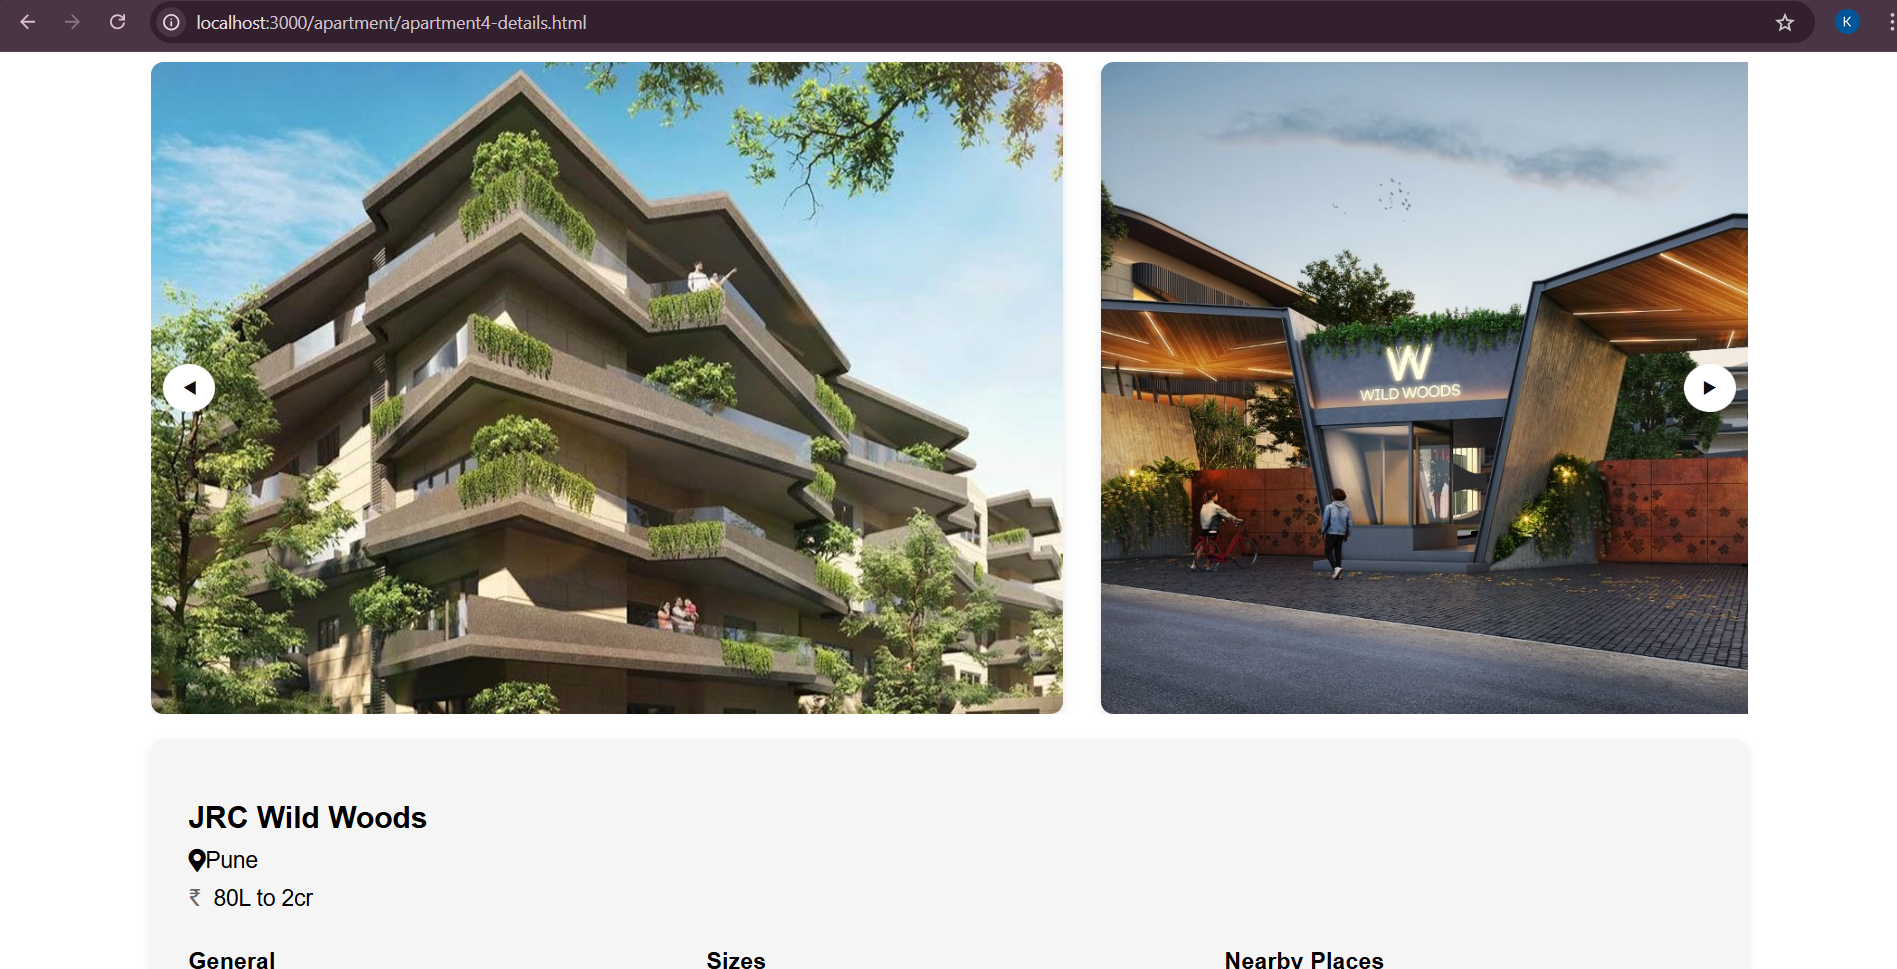 localhost:3000/apartment/apartment4-details.html
K
W
WILD WOODS
JRC Wild Woods
Pune
₹ 80L to 2cr
General
Sizes
Nearby Places